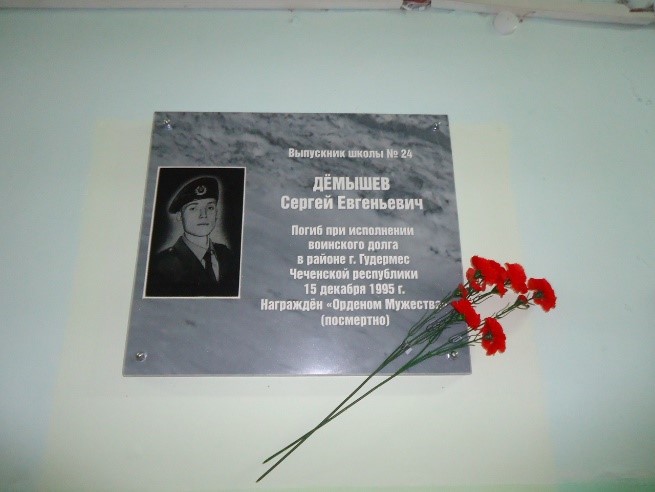 Выпускник школы № 24
ДЁМЫШЕВ
Сергей Евгеньевич
Погиб при исполнении
воинского долга
в районе г. Гудермес
Чеченской республики
15 декабря 1995 г.
Награждён «Орденом Мужества
(посмертно)